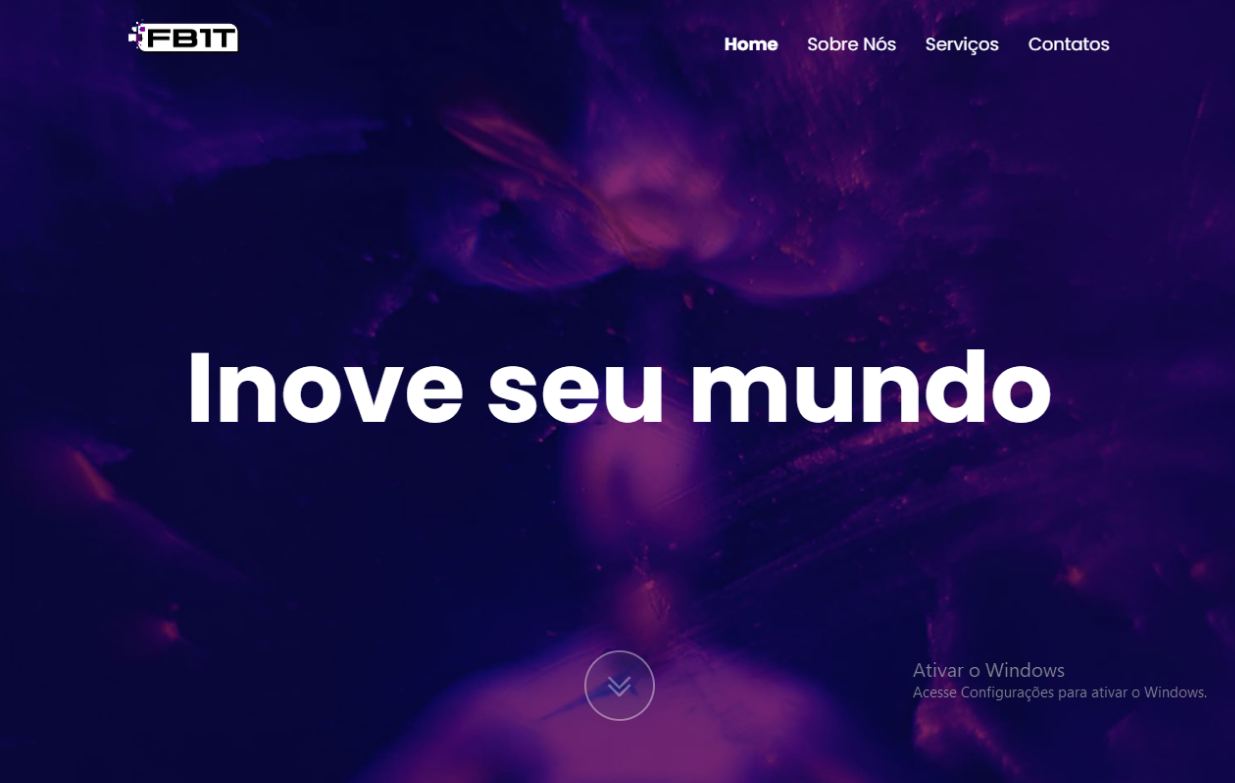 FB1T
Home Sobre Nós Serviços Contatos
Inove seu mundo
Ativar o Windows
Acesse Configurações para ativar o Windows.